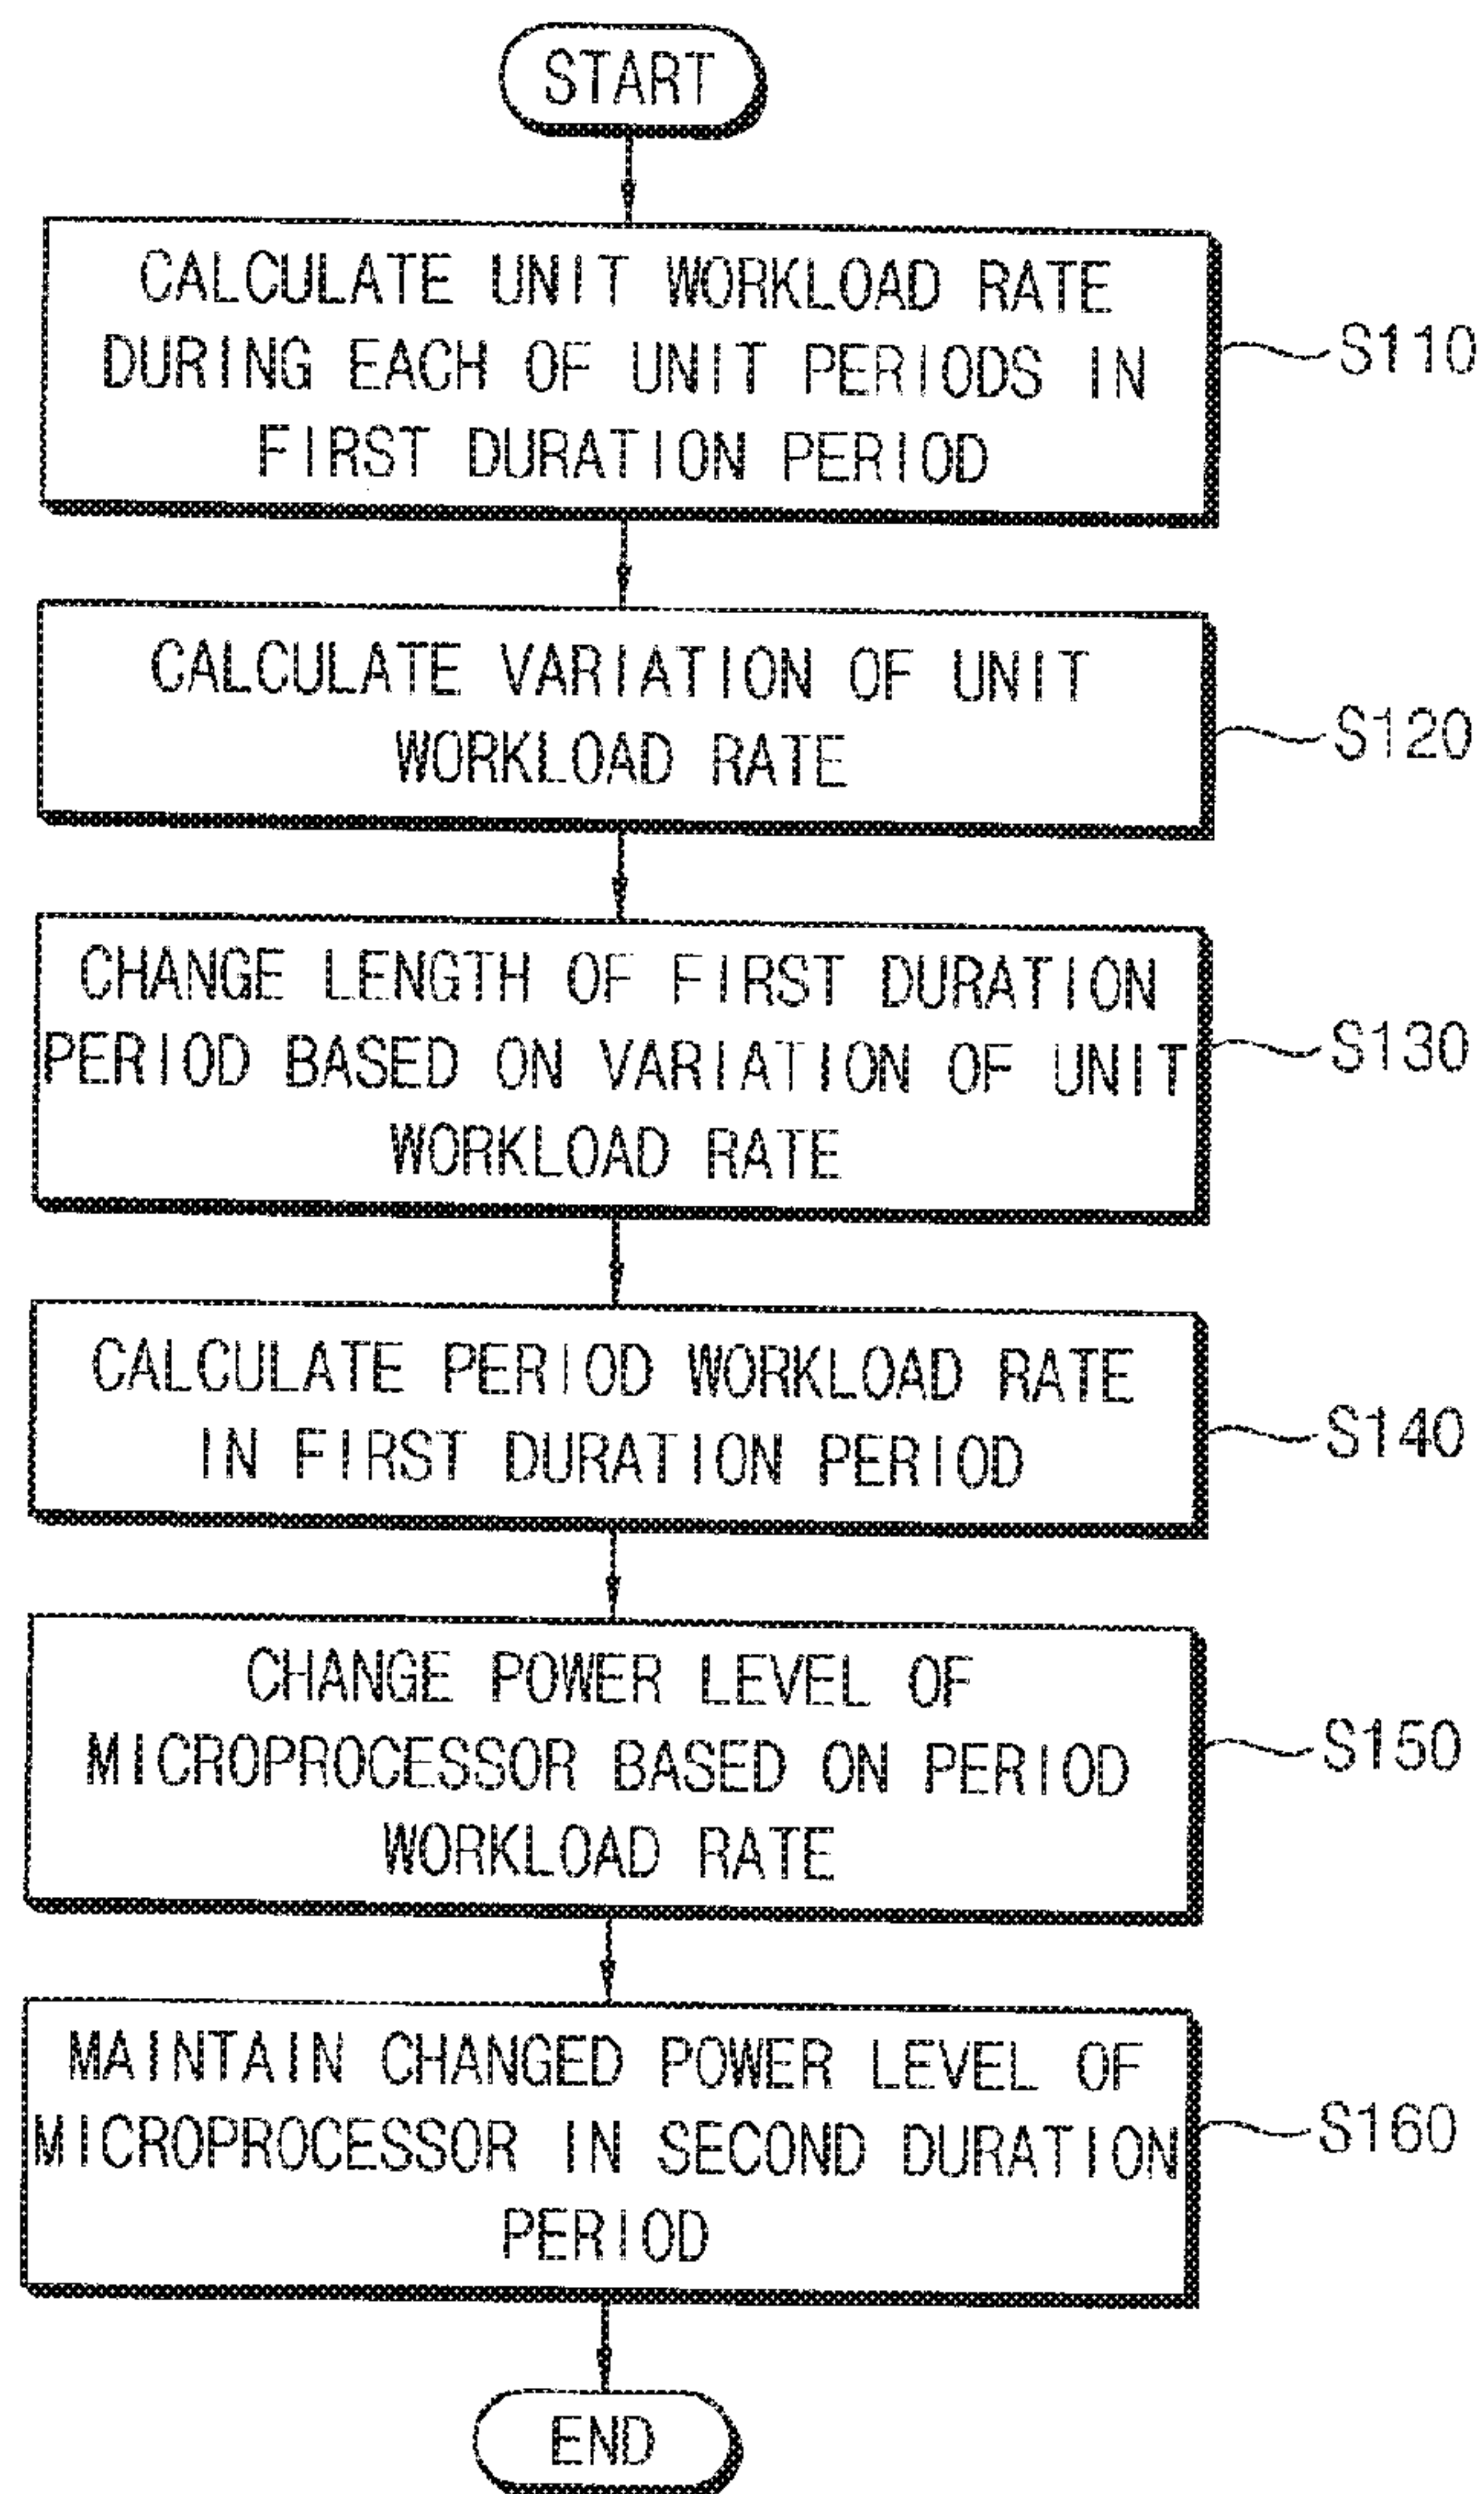 START
CALCULATE UNIT WORKLOAD RATE
DURING EACH OF UNIT PERIODS IN
FIRST DURATION PERIOD
S110
CALCULATE VARIATION OF UNIT
WORKLOAD RATE
S120
CHANGE LENGTH OF FIRST DURATION
PERIOD BASED ON VARIATION OF UNIT
WORKLOAD RATE
S130
CALCULATE PERIOD WORKLOAD RATE
IN FIRST DURATION PERIOD
S140
CHANGE POWER LEVEL OF
MICROPROCESSOR BASED ON PERIOD
WORKLOAD RATE
S150
MAINTAIN CHANGED POWER LEVEL OF
MICROPROCESSOR IN SECOND DURATION
PERIOD
S160
END